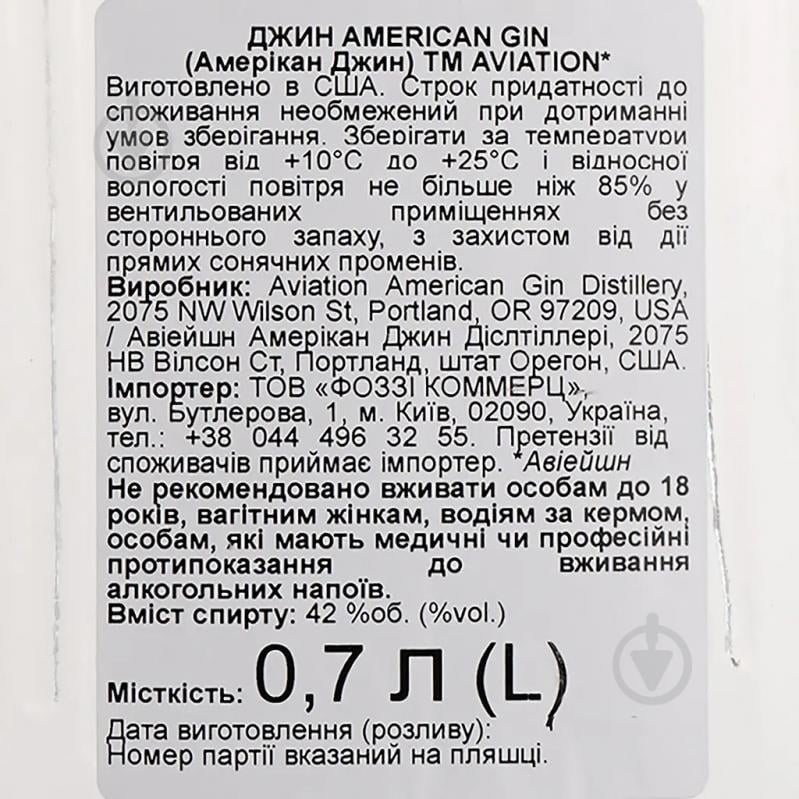 ДЖИН AMERICAN GIN
(Амерікан Джин) ТМ AVIATION*
Виготовлено в США. Строк придатності до
споживання необмежений при дотриманні
умов зберігання. Зберігати за температури
повітря від +10°C до +25°C і відносної
вологості повітря не більше ніж 85% у
вентильованих приміщеннях без
стороннього запаху, з захистом від дії
прямих сонячних променів.
Виробник: Aviation American Gin Distillery,
2075 NW Wilson St, Portland, OR 97209, USA
/ Авіейшн Амерікан Джин Діслтіллері, 2075
НВ Вілсон Ст, Портланд, штат Орегон, США.
Імпортер: ТОВ «ФОЗЗІ КОММЕРЦ»,
вул. Бутлерова, 1, м. Київ, 02090, Україна,
тел.: +38 044 496 32 55. Претензії від
споживачів приймає імпортер. *Авіейшн
Не рекомендовано вживати особам до 18
років, вагітним жінкам, водіям за кермом,
особам, які мають медичні чи професійні
протипоказання до вживання
алкогольних напоїв.
Вміст спирту: 42 %об. (%vol.)
Місткість: 0,7 Л (L)
Дата виготовлення (розливу):
Номер партії вказаний на пляшці.